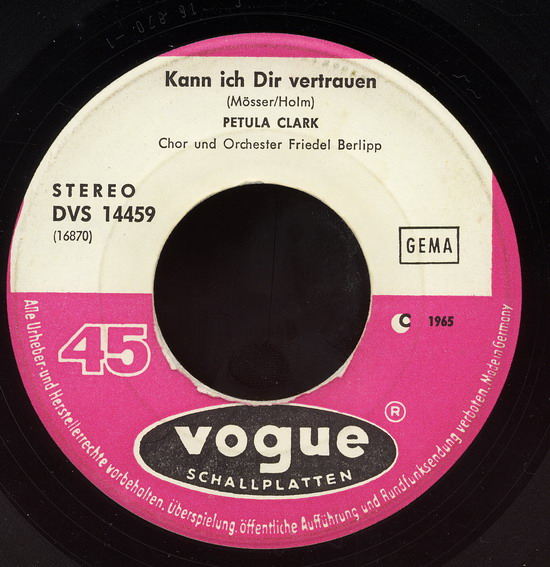 Kann ich Dir vertrauen
(Mösser/Holm)
PETULA CLARK
Chor und Orchester Friedel Berlipp
STEREO
DVS 14459
(16870)
GEMA
45
C 1965
®
vogue
SCHALLPLATTEN
Alle Urheber- und Herstellerrechte vorbehalten. Überspielung, öffentliche Aufführung und Rundfunksendung verboten. Made in Germany